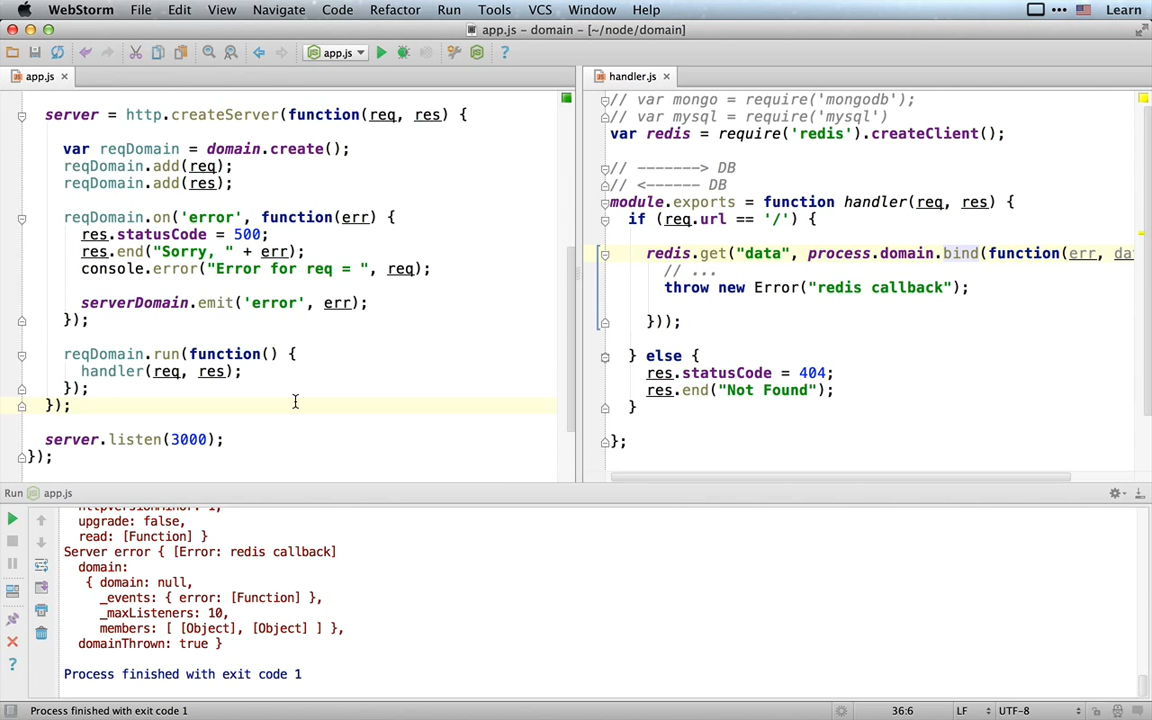 WebStorm File Edit View Navigate Code Refactor Run Tools VCS Window Help Learn
app.js - domain - [~/node/domain]
app.js
app.js
handler.js
server = http.createServer(function(req, res) {
var reqDomain = domain.create();
reqDomain.add(req);
reqDomain.add(res);
reqDomain.on('error', function(err) {
res.statusCode = 500;
res.end("Sorry, " + err);
console.error("Error for req = ", req);
serverDomain.emit('error', err);
});
reqDomain.run(function() {
handler(req, res);
});
});
server.listen(3000);
});
// var mongo = require('mongodb');
// var mysql = require('mysql')
var redis = require('redis').createClient();
// -------> DB
// <------ DB
module.exports = function handler(req, res) {
if (req.url == '/') {
redis.get("data", process.domain.bind(function(err, da
// ...
throw new Error("redis callback");
}));
} else {
res.statusCode = 404;
res.end("Not Found");
}
};
Run app.js
upgrade: false,
read: [Function] }
Server error { [Error: redis callback]
domain:
{ domain: null,
_events: { error: [Function] },
_maxListeners: 10,
members: [ [Object], [Object] ] },
domainThrown: true }
Process finished with exit code 1
Process finished with exit code 1 36:6 LF UTF-8